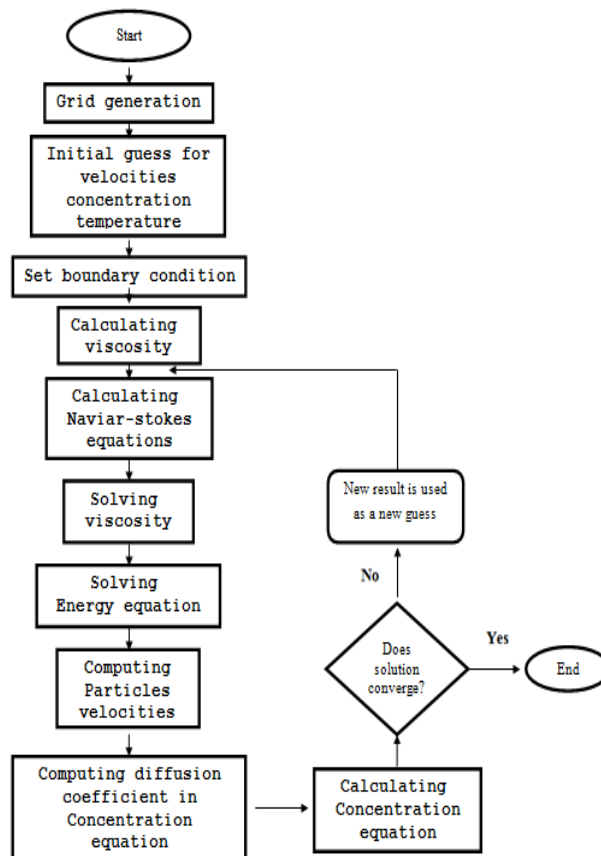 Start
Grid generation
Initial guess for
velocities
concentration
temperature
Set boundary condition
Calculating
viscosity
Calculating
Naviar-stokes
equations
Solving
viscosity
Solving
Energy equation
Computing
Particles
velocities
Computing diffusion
coefficient in
Concentration
equation
Calculating
Concentration
equation
Does
solution
converge?
No
New result is used
as a new guess
Yes
End